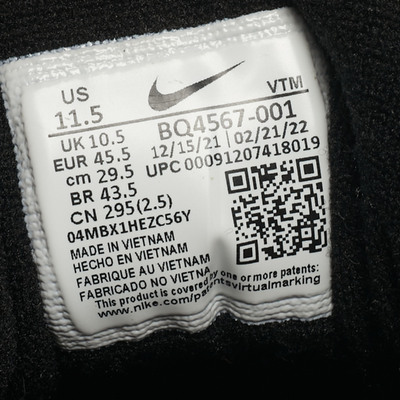 US
11.5
VTM
UK 10.5
BQ4567-001
EUR 45.5
12/15/21 | 02/21/22
cm 29.5
UPC 00091207418019
BR 43.5
CN 295(2.5)
04MBX1HEZC56Y
MADE IN VIETNAM
HECHO EN VIETNAM
FABRIQUE AU VIETNAM
FABRICADO NO VIETNA
This product is covered by one or more patents:
www.nike.com/patentsvirtualmarking